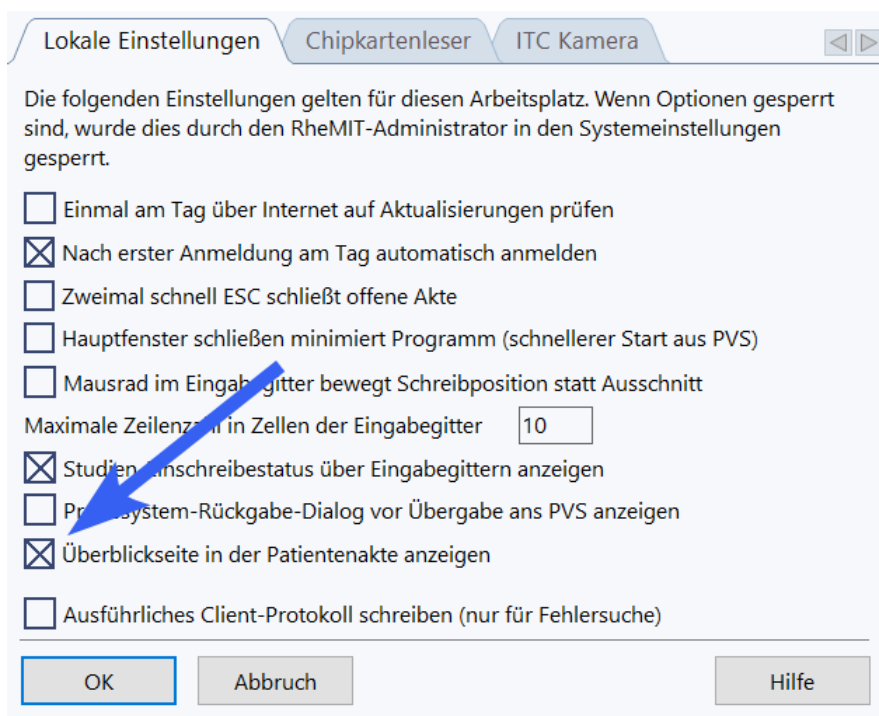 Lokale Einstellungen Chipkartenleser ITC Kamera
Die folgenden Einstellungen gelten für diesen Arbeitsplatz. Wenn Optionen gesperrt
sind, wurde dies durch den RheMIT-Administrator in den Systemeinstellungen
gesperrt.
Einmal am Tag über Internet auf Aktualisierungen prüfen
Nach erster Anmeldung am Tag automatisch anmelden
Zweimal schnell ESC schließt offene Akte
Hauptfenster schließen minimiert Programm (schnellerer Start aus PVS)
Mausrad im Eingabegitter bewegt Schreibposition statt Ausschnitt
Maximale Zeilenzahl in Zellen der Eingabegitter 10
Studien-Einschreibestatus über Eingabegittern anzeigen
-Rückgabe-Dialog vor Übergabe ans PVS anzeigen
Überblickseite in der Patientenakte anzeigen
Ausführliches Client-Protokoll schreiben (nur für Fehlersuche)
OK Abbruch Hilfe